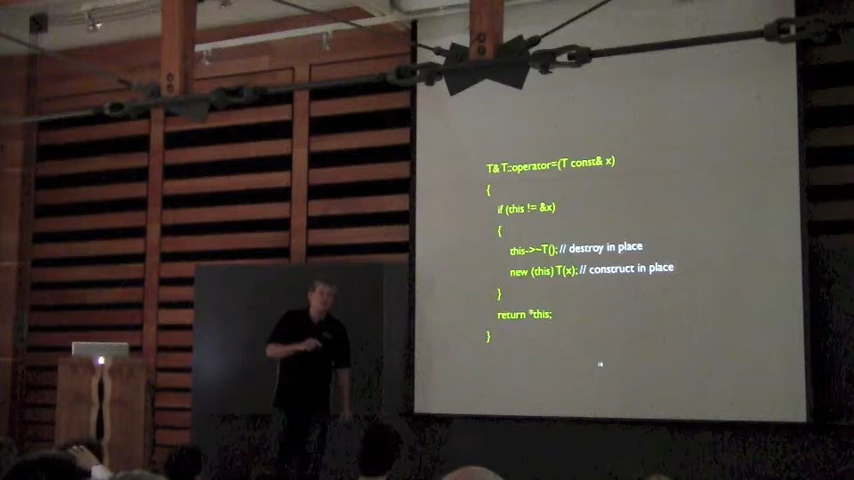 T& T::operator=(T const& x)
{
if (this != &x)
{
this->~T(); // destroy in place
new (this) T(x); // construct in place
}
return *this;
}